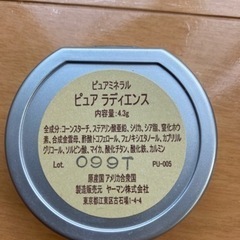 ピュアミネラル
ピュア ラディエンス
内容量:4.3g
全成分:コーンスターチ、ステアリン酸亜鉛、シリカ、シア脂、窒化ホウ
素、合成金雲母、酢酸トコフェロール、フェノキシエタノール、カプリリル
グリコール、ソルビン酸、マイカ、酸化チタン、酸化鉄、カルミン
Lot. 099T PU-005
原産国 アメリカ合衆国
製造販売元 ヤーマン株式会社
東京都江東区古石場1-4-4